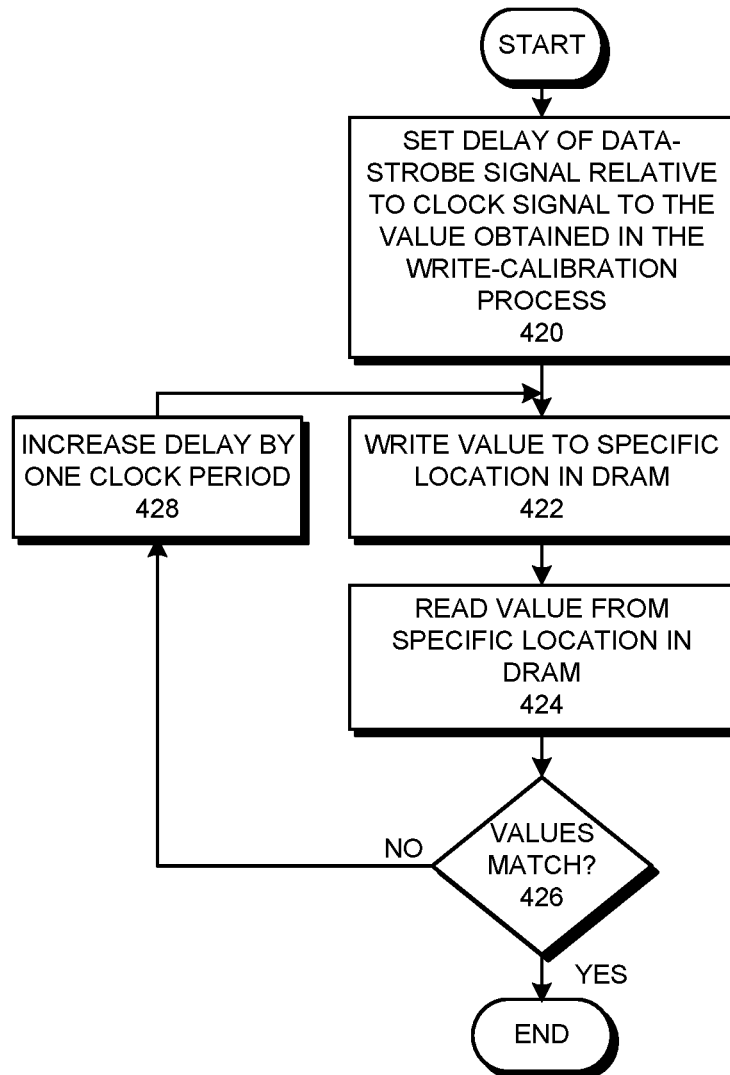 START
SET DELAY OF DATA-
STROBE SIGNAL RELATIVE
TO CLOCK SIGNAL TO THE
VALUE OBTAINED IN THE
WRITE-CALIBRATION
PROCESS
420
INCREASE DELAY BY
ONE CLOCK PERIOD
428
WRITE VALUE TO SPECIFIC
LOCATION IN DRAM
422
READ VALUE FROM
SPECIFIC LOCATION IN
DRAM
424
NO
VALUES
MATCH?
426
YES
END